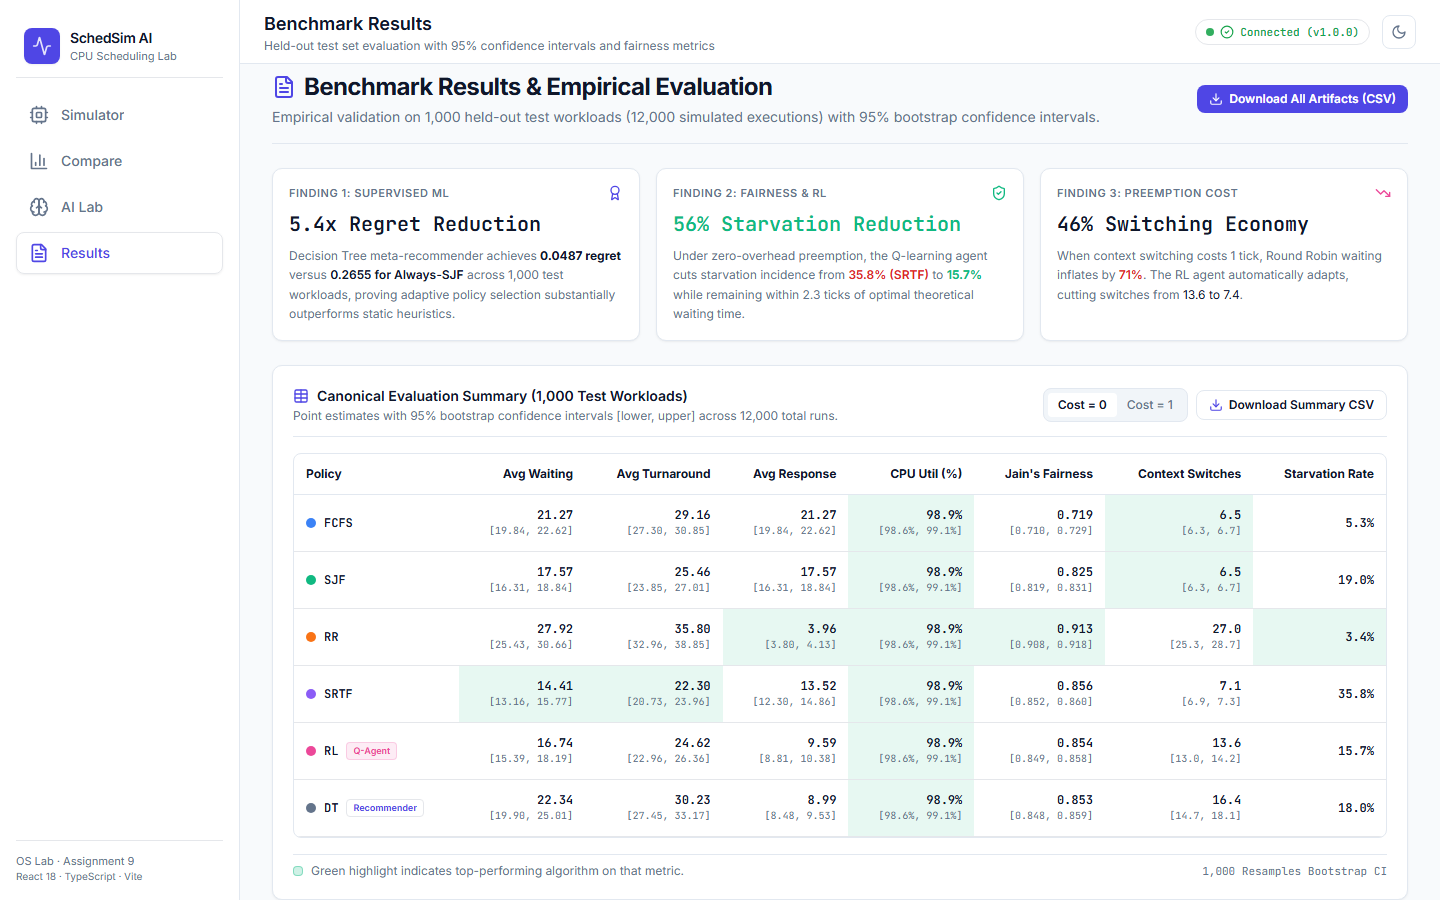 SchedSim AI
CPU Scheduling Lab
Simulator
Compare
AI Lab
Results
OS Lab · Assignment 9
React 18 · TypeScript · Vite
Benchmark Results
Held-out test set evaluation with 95% confidence intervals and fairness metrics
Connected (v1.0.0)
Benchmark Results & Empirical Evaluation
Empirical validation on 1,000 held-out test workloads (12,000 simulated executions) with 95% bootstrap confidence intervals.
Download All Artifacts (CSV)
FINDING 1: SUPERVISED ML
5.4x Regret Reduction
Decision Tree meta-recommender achieves 0.0487 regret
versus 0.2655 for Always-SJF across 1,000 test
workloads, proving adaptive policy selection substantially
outperforms static heuristics.
FINDING 2: FAIRNESS & RL
56% Starvation Reduction
Under zero-overhead preemption, the Q-learning agent
cuts starvation incidence from 35.8% (SRTF) to 15.7%
while remaining within 2.3 ticks of optimal theoretical
waiting time.
FINDING 3: PREEMPTION COST
46% Switching Economy
When context switching costs 1 tick, Round Robin waiting
inflates by 71%. The RL agent automatically adapts,
cutting switches from 13.6 to 7.4.
Canonical Evaluation Summary (1,000 Test Workloads)
Point estimates with 95% bootstrap confidence intervals [lower, upper] across 12,000 total runs.
Cost = 0 Cost = 1
Download Summary CSV
Policy Avg Waiting Avg Turnaround Avg Response CPU Util (%) Jain's Fairness Context Switches Starvation Rate
FCFS 21.27 29.16 21.27 98.9% 0.719 6.5 5.3%
[19.84, 22.62] [27.30, 30.85] [19.84, 22.62] [98.6%, 99.1%] [0.710, 0.729] [6.3, 6.7]
SJF 17.57 25.46 17.57 98.9% 0.825 6.5 19.0%
[16.31, 18.84] [23.85, 27.01] [16.31, 18.84] [98.6%, 99.1%] [0.819, 0.831] [6.3, 6.7]
RR 27.92 35.80 3.96 98.9% 0.913 27.0 3.4%
[25.43, 30.66] [32.96, 38.85] [3.80, 4.13] [98.6%, 99.1%] [0.908, 0.918] [25.3, 28.7]
SRTF 14.41 22.30 13.52 98.9% 0.856 7.1 35.8%
[13.16, 15.77] [20.73, 23.96] [12.30, 14.86] [98.6%, 99.1%] [0.852, 0.860] [6.9, 7.3]
RL Q-Agent 16.74 24.62 9.59 98.9% 0.854 13.6 15.7%
[15.39, 18.19] [22.96, 26.36] [8.81, 10.38] [98.6%, 99.1%] [0.849, 0.858] [13.0, 14.2]
DT Recommender 22.34 30.23 8.99 98.9% 0.853 16.4 18.0%
[19.90, 25.01] [27.45, 33.17] [8.48, 9.53] [98.6%, 99.1%] [0.848, 0.859] [14.7, 18.1]
Green highlight indicates top-performing algorithm on that metric.
1,000 Resamples Bootstrap CI